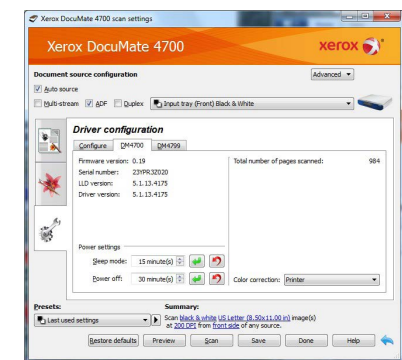 Xerox DocuMate 4700 scan settings
Xerox DocuMate 4700
xerox
Document source configuration
Advanced
Auto source
Multi-stream ADF Duplex Input tray (Front) Black & White
Driver configuration
Configure DM4700 DM4799
Firmware version: 0.19 Total number of pages scanned: 984
Serial number: 23YPR3Z020
LLD version: 5.1.13.4175
Driver version: 5.1.13.4175
Power settings
Sleep mode: 15 minute(s)
Power off: 30 minute(s) Color correction: Printer
Presets: Summary:
Last used settings Scan black & white US Letter (8.50x11.00 in) image(s)
at 200 DPI from front side of any source.
Restore defaults Preview Scan Save Done Help